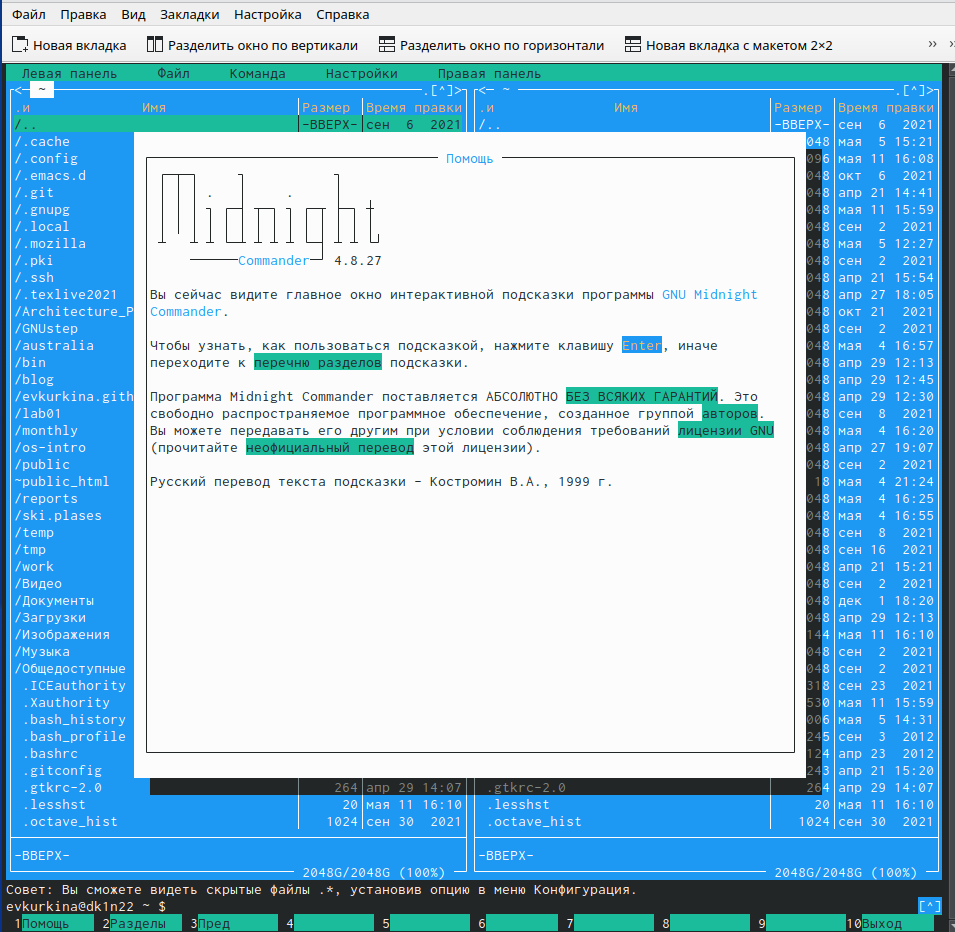 Файл Правка Вид Закладки Настройка Справка
Новая вкладка Разделить окно по вертикали Разделить окно по горизонтали Новая вкладка с макетом 2×2 »
Левая панель Файл Команда Настройки Правая панель
<- ~ .[^]> <- ~ .[^]>
.и Имя Размер Время правки .и Имя Размер Время правки
/.. -ВВЕРХ- сен 6 2021 /.. -ВВЕРХ- сен 6 2021
/.cache 048 мая 5 15:21
/.config Помощь 096 мая 11 16:08
/.emacs.d 048 окт 6 2021
/.git 048 апр 21 14:41
/.gnupg Midnight 048 мая 11 15:59
/.local 048 сен 2 2021
/.mozilla 048 мая 5 12:27
/.pki Commander 4.8.27 048 сен 2 2021
/.ssh 048 апр 21 15:54
/.texlive2021 Вы сейчас видите главное окно интерактивной подсказки программы GNU Midnight 048 апр 27 18:05
/Architecture_P Commander. 048 окт 21 2021
/GNUstep 048 сен 2 2021
/australia Чтобы узнать, как пользоваться подсказкой, нажмите клавишу Enter, иначе 048 мая 4 16:57
/bin переходите к перечню разделов подсказки. 048 апр 29 12:13
/blog 048 апр 29 12:45
/evkurkina.gith Программа Midnight Commander поставляется АБСОЛЮТНО БЕЗ ВСЯКИХ ГАРАНТИЙ. Это 048 апр 29 12:30
/lab01 свободно распространяемое программное обеспечение, созданное группой авторов. 048 сен 8 2021
/monthly Вы можете передавать его другим при условии соблюдения требований лицензии GNU 048 мая 4 16:20
/os-intro (прочитайте неофициальный перевод этой лицензии). 048 апр 27 19:07
/public 048 сен 2 2021
~public_html Русский перевод текста подсказки - Костромин В.А., 1999 г. 18 мая 4 21:24
/reports 048 мая 4 16:25
/ski.plases 048 мая 4 16:55
/temp 048 сен 8 2021
/tmp 048 сен 16 2021
/work 048 апр 21 15:21
/Видео 048 сен 2 2021
/Документы 048 дек 1 18:20
/Загрузки 048 апр 29 12:13
/Изображения 144 мая 11 16:10
/Музыка 048 сен 2 2021
/Общедоступные 048 сен 2 2021
.ICEauthority 318 сен 23 2021
.Xauthority 530 мая 11 15:59
.bash_history 006 мая 5 14:31
.bash_profile 245 сен 3 2012
.bashrc 124 апр 23 2012
.gitconfig 243 апр 21 15:20
.gtkrc-2.0 264 апр 29 14:07 .gtkrc-2.0 264 апр 29 14:07
.lesshst 20 мая 11 16:10 .lesshst 20 мая 11 16:10
.octave_hist 1024 сен 30 2021 .octave_hist 1024 сен 30 2021
-ВВЕРХ- -ВВЕРХ-
2048G/2048G (100%) 2048G/2048G (100%)
Совет: Вы сможете видеть скрытые файлы .*, установив опцию в меню Конфигурация.
evkurkina@dk1n22 ~ $ [^]
1Помощь 2Разделы 3Пред 4 5 6 7 8 9 10Выход